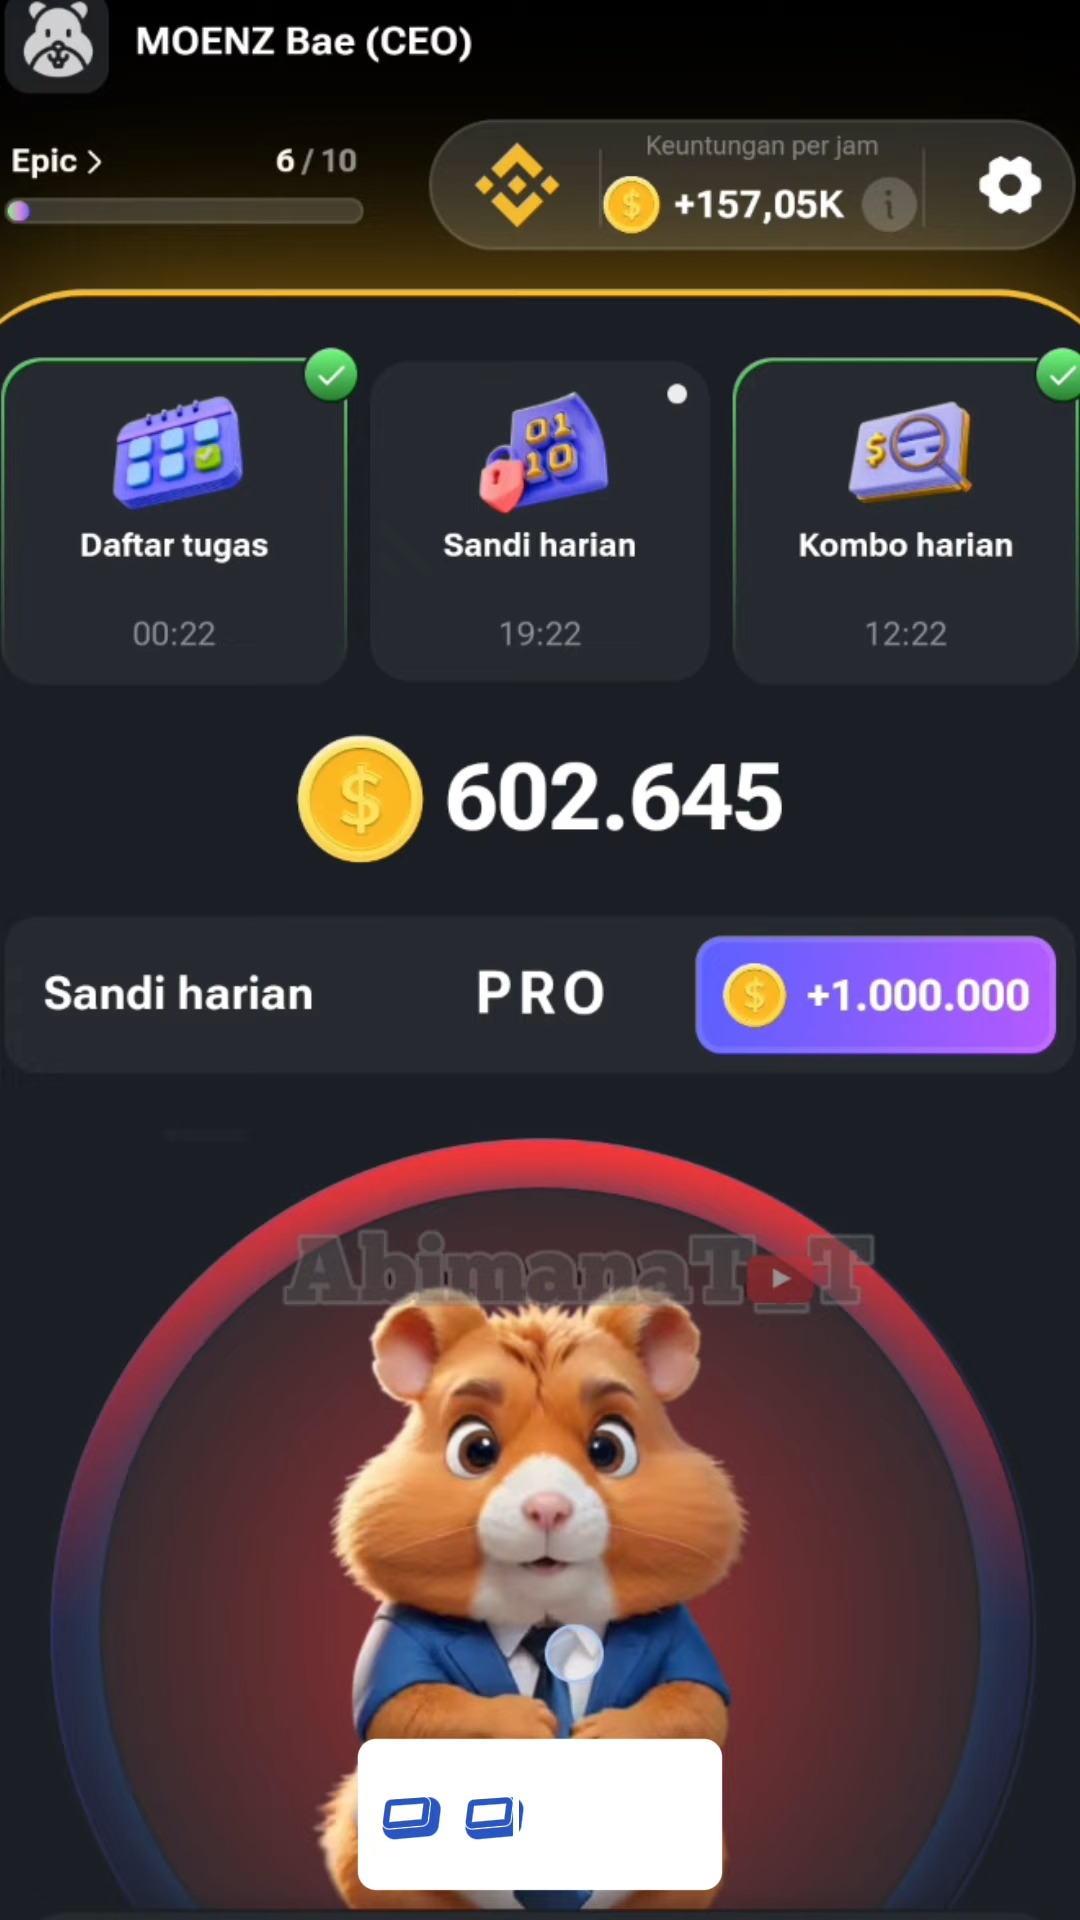 MOENZ Bae (CEO)
Epic >
6 / 10
Keuntungan per jam
+157,05K
Daftar tugas
00:22
Sandi harian
19:22
Kombo harian
12:22
602.645
Sandi harian
PRO
+1.000.000
AbimanaT_T